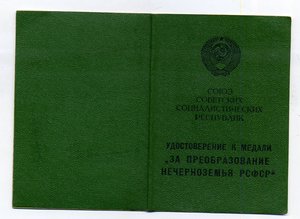 СОЮЗ
СОВЕТСКИХ
СОЦИАЛИСТИЧЕСКИХ
РЕСПУБЛИК
УДОСТОВЕРЕНИЕ К МЕДАЛИ
„ЗА ПРЕОБРАЗОВАНИЕ
НЕЧЕРНОЗЕМЬЯ РСФСР“